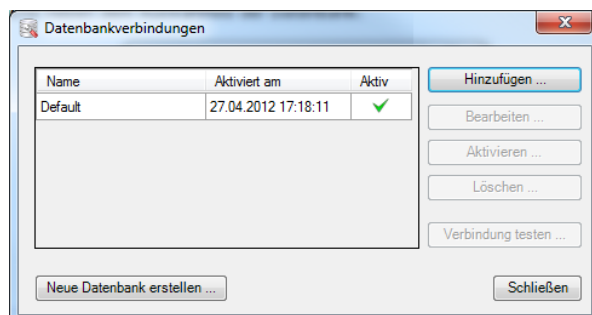 Datenbankverbindungen
Name Aktiviert am Aktiv
Default 27.04.2012 17:18:11
Hinzufügen ...
Bearbeiten ...
Aktivieren ...
Löschen ...
Verbindung testen ...
Neue Datenbank erstellen ...
Schließen